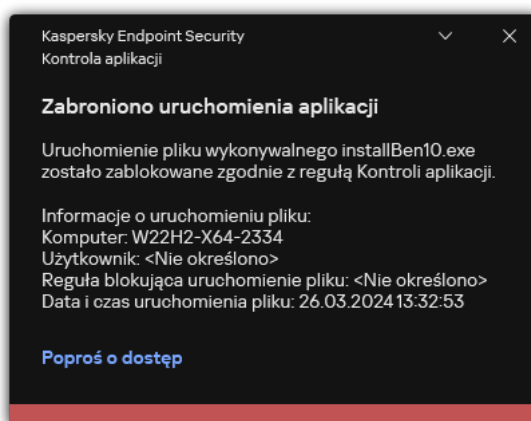 Kaspersky Endpoint Security
Kontrola aplikacji
Zabroniono uruchomienia aplikacji
Uruchomienie pliku wykonywalnego installBen10.exe
zostało zablokowane zgodnie z regułą Kontroli aplikacji.
Informacje o uruchomieniu pliku:
Komputer: W22H2-X64-2334
Użytkownik: <Nie określono>
Reguła blokująca uruchomienie pliku: <Nie określono>
Data i czas uruchomienia pliku: 26.03.2024 13:32:53
Poproś o dostęp